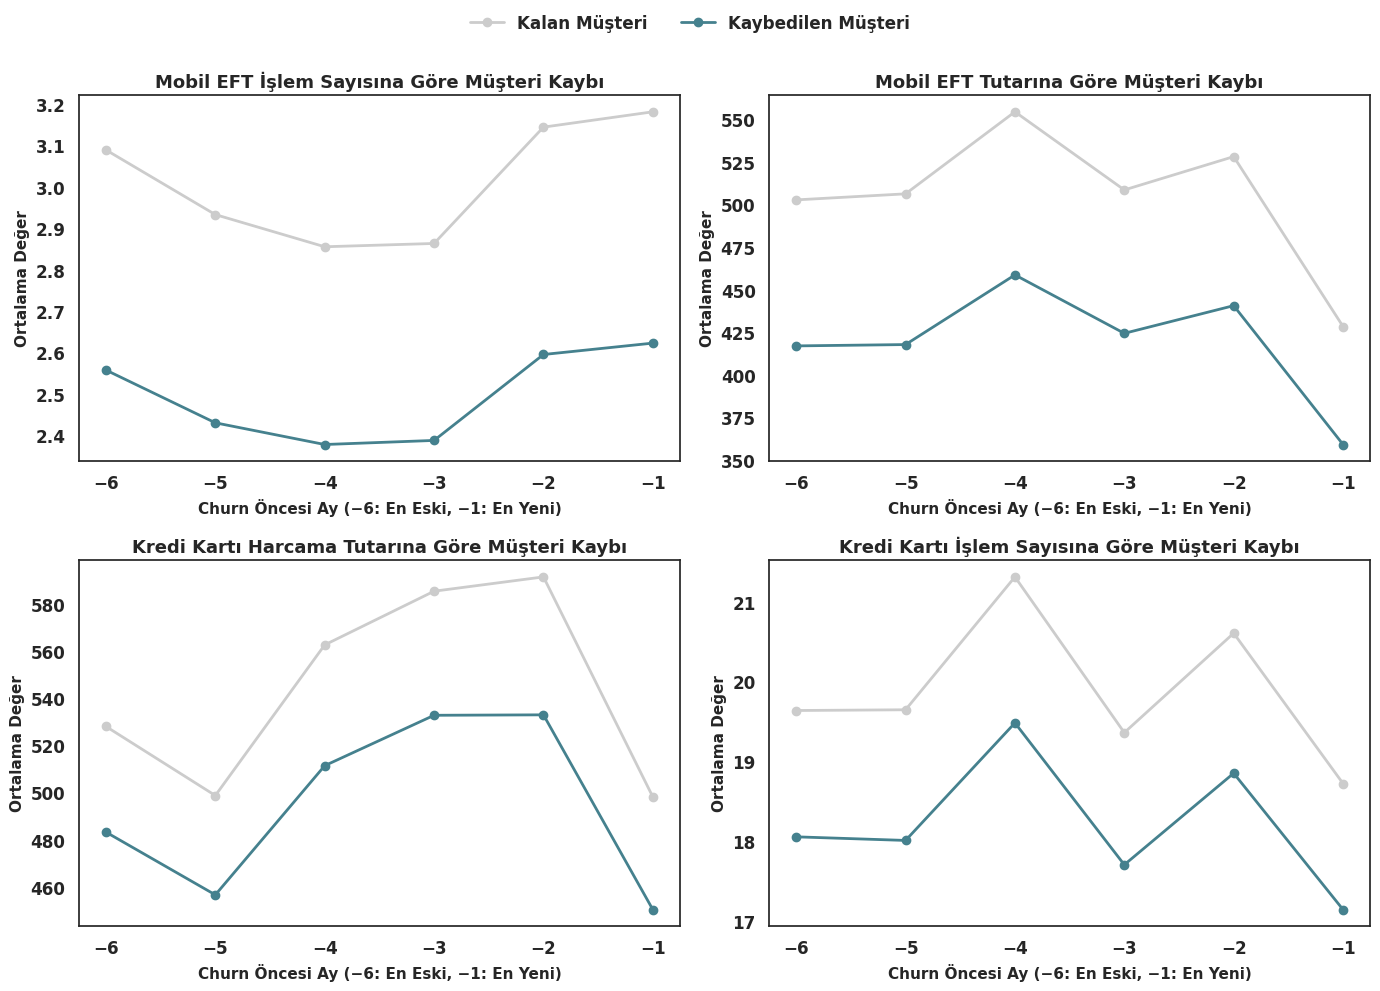 Kalan Müşteri
Kaybedilen Müşteri
Mobil EFT İşlem Sayısına Göre Müşteri Kaybı
3.2
3.1
3.0
2.9
2.8
2.7
2.6
2.5
2.4
Ortalama Değer
−6 −5 −4 −3 −2 −1
Churn Öncesi Ay (−6: En Eski, −1: En Yeni)
Mobil EFT Tutarına Göre Müşteri Kaybı
550
525
500
475
450
425
400
375
350
Ortalama Değer
−6 −5 −4 −3 −2 −1
Churn Öncesi Ay (−6: En Eski, −1: En Yeni)
Kredi Kartı Harcama Tutarına Göre Müşteri Kaybı
580
560
540
520
500
480
460
Ortalama Değer
−6 −5 −4 −3 −2 −1
Churn Öncesi Ay (−6: En Eski, −1: En Yeni)
Kredi Kartı İşlem Sayısına Göre Müşteri Kaybı
21
20
19
18
17
Ortalama Değer
−6 −5 −4 −3 −2 −1
Churn Öncesi Ay (−6: En Eski, −1: En Yeni)